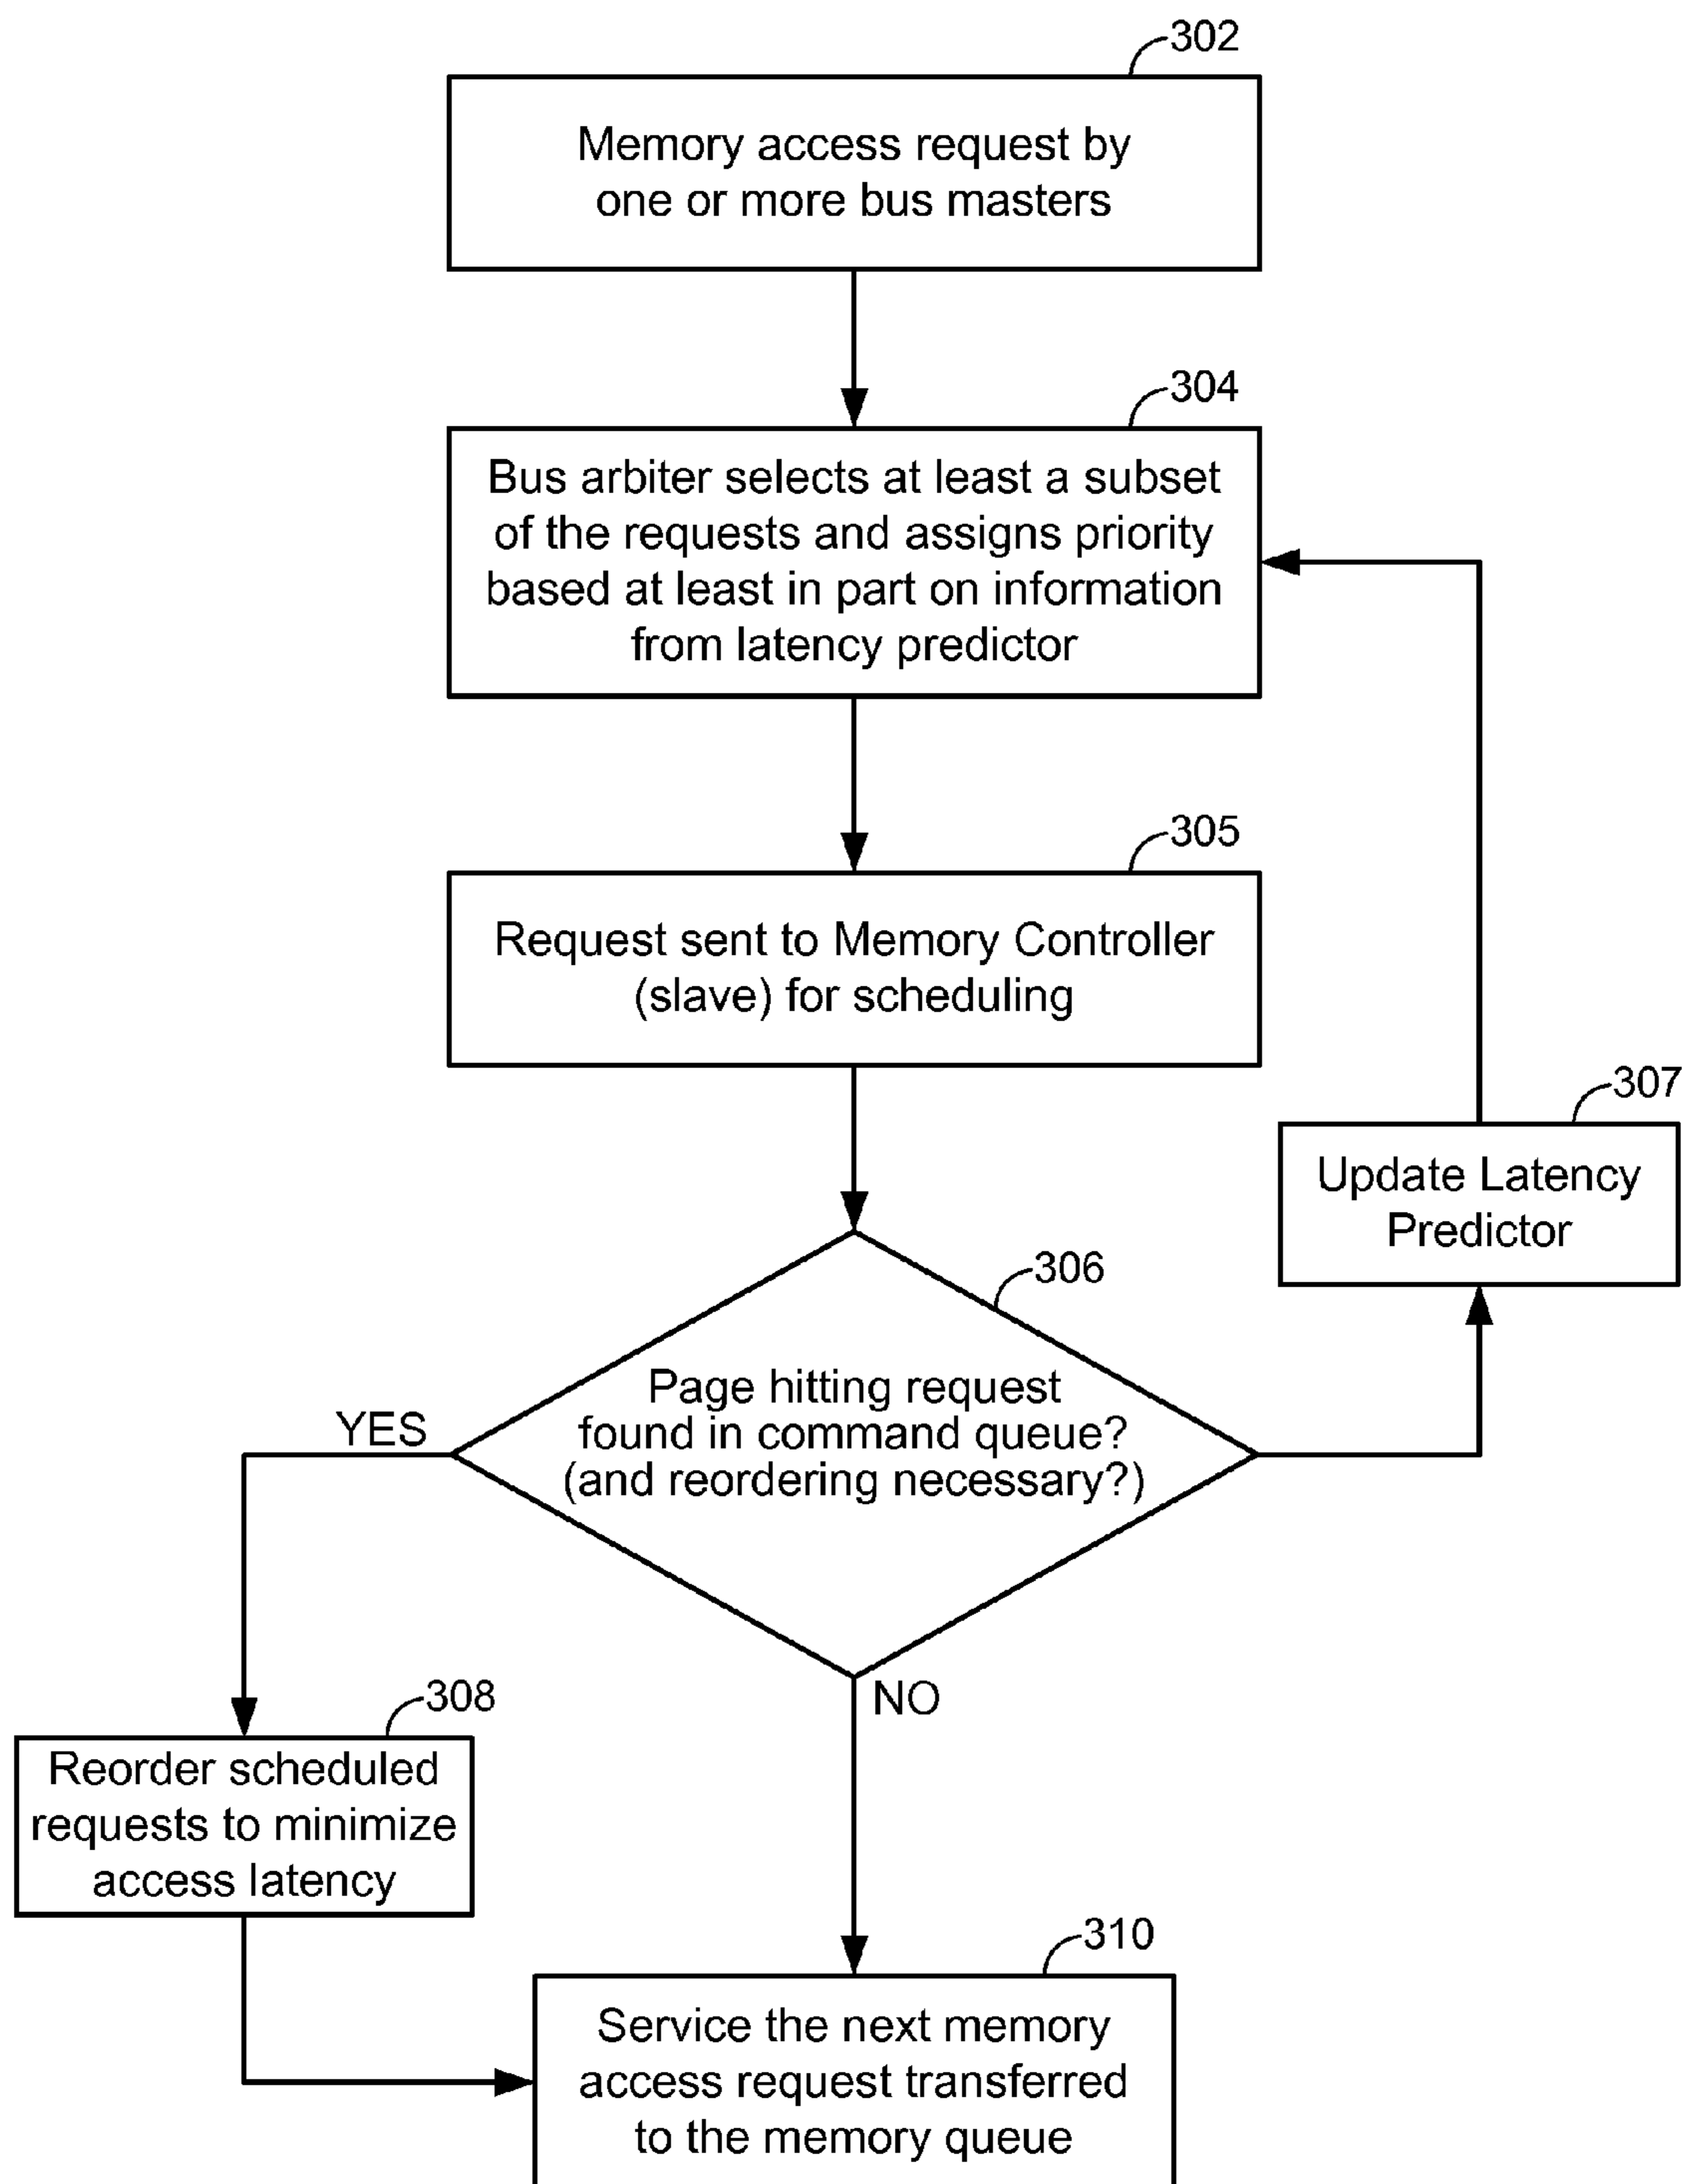 302
Memory access request by
one or more bus masters
304
Bus arbiter selects at least a subset
of the requests and assigns priority
based at least in part on information
from latency predictor
305
Request sent to Memory Controller
(slave) for scheduling
307
Update Latency
Predictor
306
Page hitting request
found in command queue?
(and reordering necessary?)
YES
NO
308
Reorder scheduled
requests to minimize
access latency
310
Service the next memory
access request transferred
to the memory queue